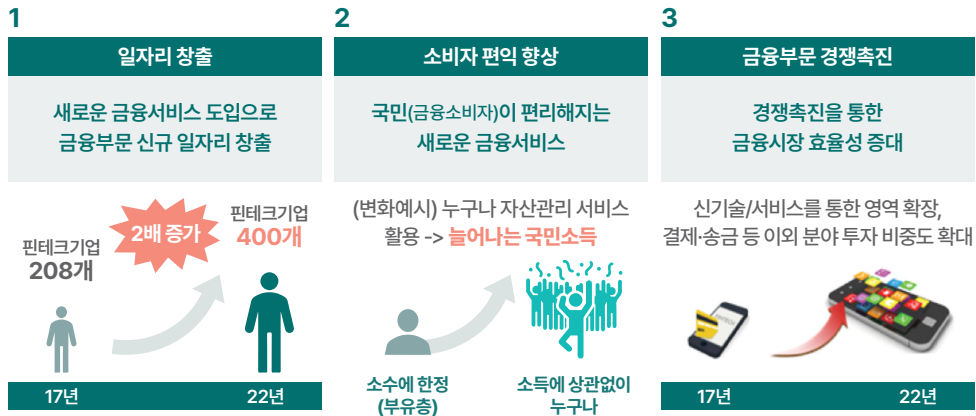 1
일자리 창출
새로운 금융서비스 도입으로
금융부문 신규 일자리 창출
핀테크기업
208개
2배 증가
핀테크기업
400개
17년
22년
2
소비자 편익 향상
국민(금융소비자)이 편리해지는
새로운 금융서비스
(변화예시) 누구나 자산관리 서비스
활용 -> 늘어나는 국민소득
소수에 한정
(부유층)
소득에 상관없이
누구나
3
금융부문 경쟁촉진
경쟁촉진을 통한
금융시장 효율성 증대
신기술/서비스를 통한 영역 확장,
결제·송금 등 이외 분야 투자 비중도 확대
17년
22년